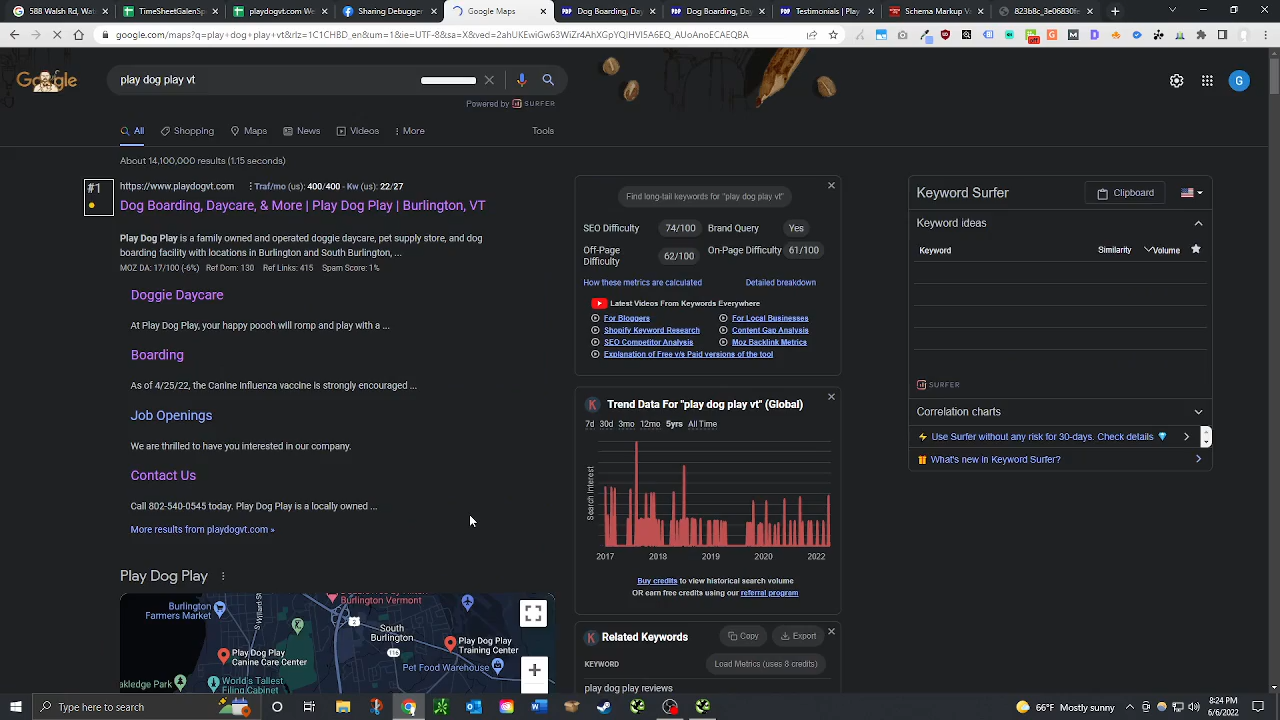 588 Walsh Rd, Wat
TimeSheetGalenSp
playdogvt.com We
Sharing Debugger
Google Maps
Dog Boarding, Day
Dog Boarding, Day
Testimonials | Play
Schema Markup V
823b8c_3e0630fe
google.com/maps?q=play+dog+play+vt&rlz=1C1CHBD_en&um=1&ie=UTF-8&sa=X&ved=2ahUKEwiGw63WiZr4AhXGpYQIHVI5A6EQ_AUoAnoECAEQBA
Google
play dog play vt
G
Powered by SURFER
All
Shopping
Maps
News
Videos
More
Tools
About 14,100,000 results (1.15 seconds)
#1
https://www.playdogvt.com
Traf/mo (us): 400/400 - Kw (us): 22/27
Dog Boarding, Daycare, & More | Play Dog Play | Burlington, VT
Play Dog Play is a family owned and operated doggie daycare, pet supply store, and dog
boarding facility with locations in Burlington and South Burlington, ...
MOZ DA: 17/100 (-6%) Ref Dom: 130 Ref Links: 415 Spam Score: 1%
Doggie Daycare
At Play Dog Play, your happy pooch will romp and play with a ...
Boarding
As of 4/25/22, the Canine Influenza vaccine is strongly encouraged ...
Job Openings
We are thrilled to have you interested in our company.
Contact Us
Call 802-540-0545 today. Play Dog Play is a locally owned ...
More results from playdogvt.com »
Play Dog Play
Burlington
Farmers Market
Burlington Vermont
S Willard
2
South
Burlington
116
Play Dog Play
Training Center
Play Dog Play
Canine Care Center
Pet Food Warehouse
World's Tallest
Filing Cabinet
akledge Park
Find long-tail keywords for "play dog play vt"
SEO Difficulty 74/100 Brand Query Yes
Off-Page
Difficulty 62/100 On-Page Difficulty 61/100
How these metrics are calculated
Detailed breakdown
Latest Videos From Keywords Everywhere
For Bloggers
For Local Businesses
Shopify Keyword Research
Content Gap Analysis
SEO Competitor Analysis
Moz Backlink Metrics
Explanation of Free v/s Paid versions of the tool
K Trend Data For "play dog play vt" (Global)
7d 30d 3mo 12mo 5yrs All Time
Search Interest
2017 2018 2019 2020 2022
Buy credits to view historical search volume
OR earn free credits using our referral program
K Related Keywords
Copy
Export
KEYWORD
Load Metrics (uses 8 credits)
play dog play reviews
Keyword Surfer
Clipboard
Keyword ideas
Keyword Similarity Volume
SURFER
Correlation charts
Use Surfer without any risk for 30-days. Check details
What's new in Keyword Surfer?
Type here to search
66°F Mostly sunny
8:24 PM
6/6/2022